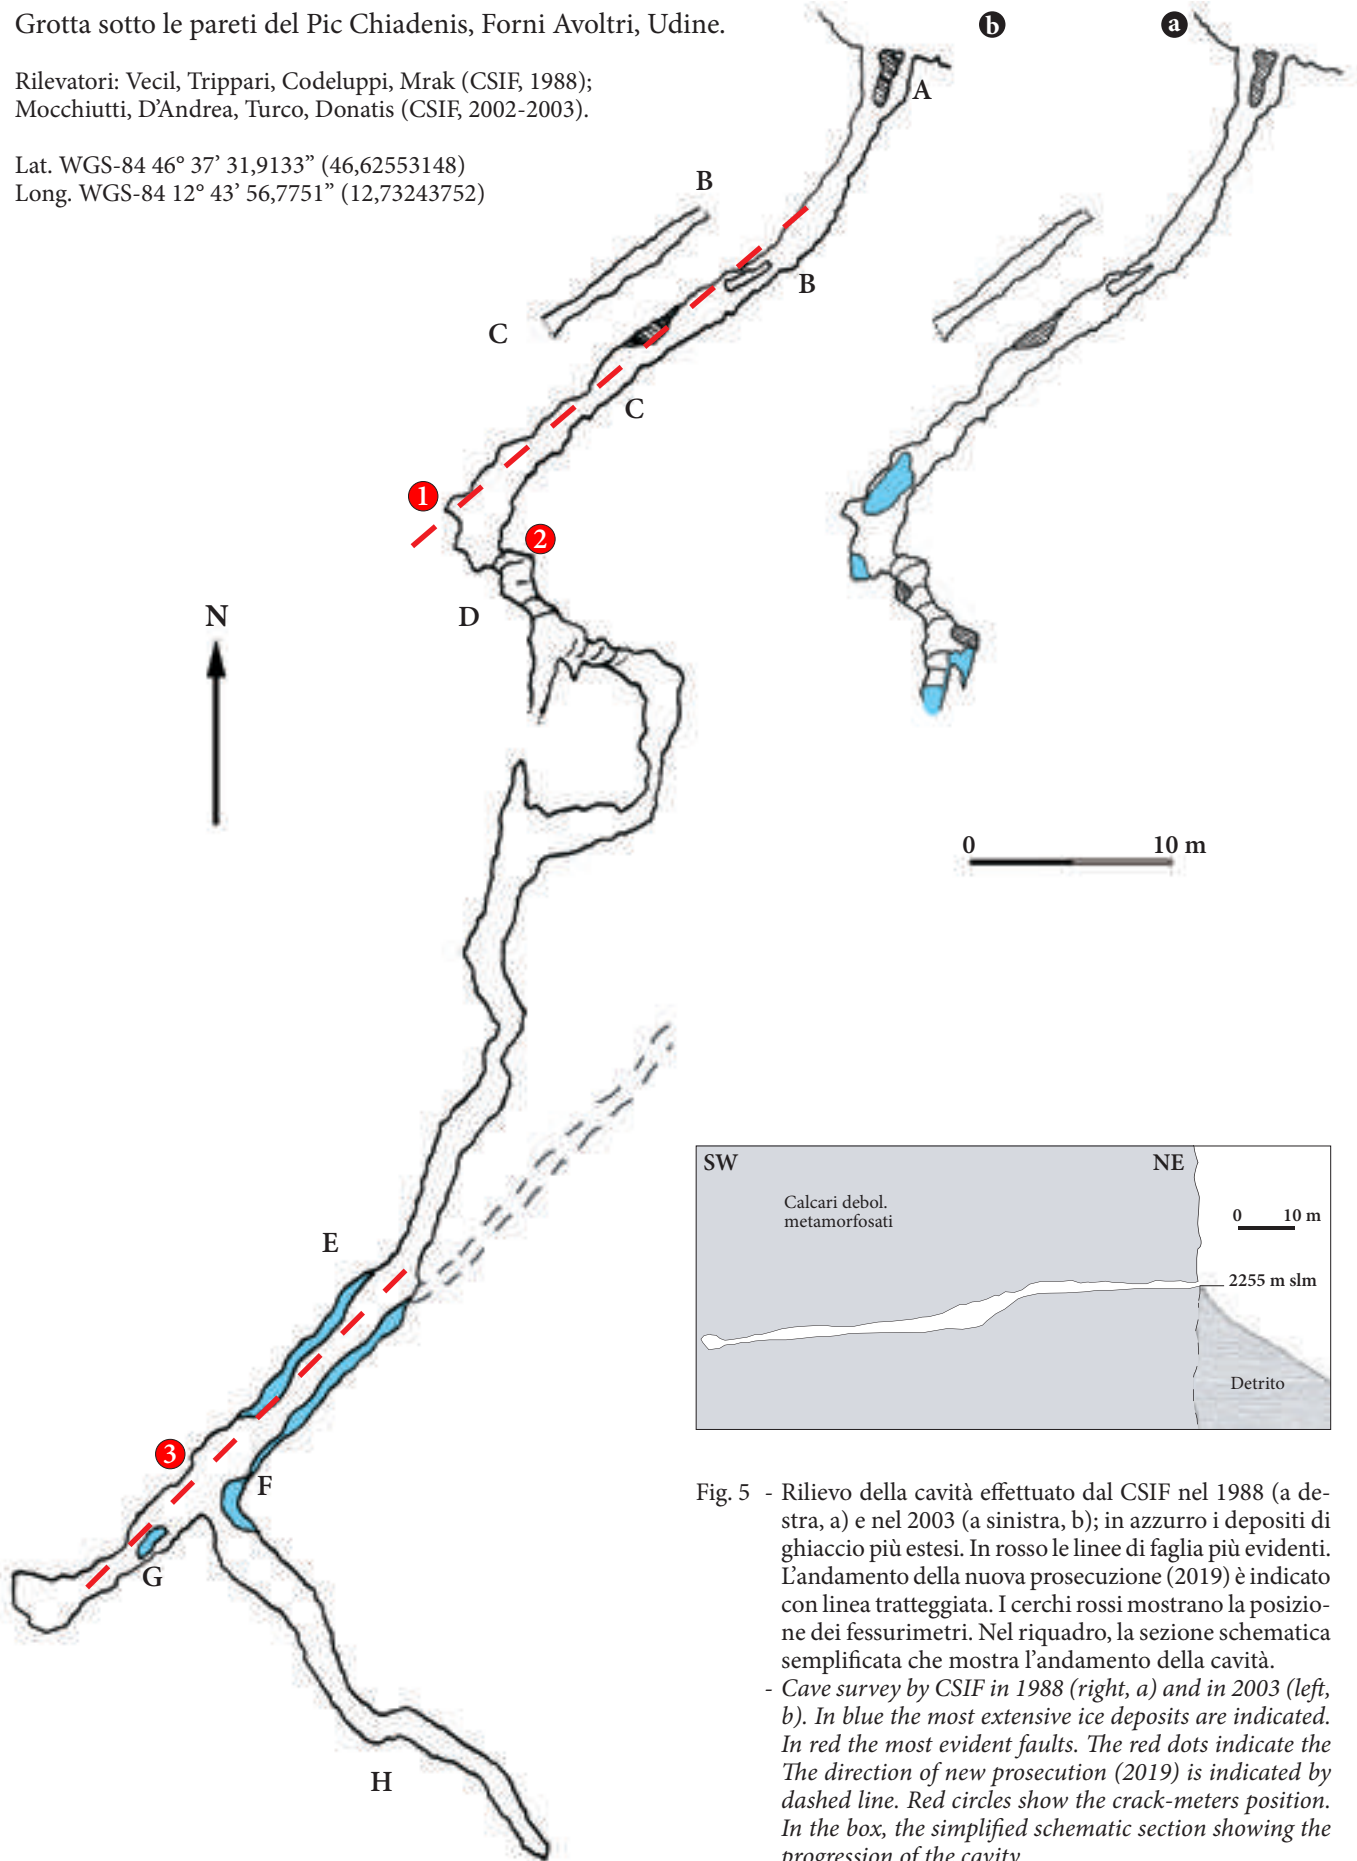 Grotta sotto le pareti del Pic Chiadenis, Forni Avoltri, Udine.
Rilevatori: Vecil, Trippari, Codeluppi, Mrak (CSIF, 1988);
Mocchiutti, D'Andrea, Turco, Donatis (CSIF, 2002-2003).
Lat. WGS-84 46° 37' 31,9133” (46,62553148)
Long. WGS-84 12° 43' 56,7751” (12,73243752)
b
a
A
B
B
C
C
1
2
D
N
0 10 m
E
3
F
G
H
SW NE
Calcari debol.
metamorfosati
0 10 m
2255 m slm
Detrito
Fig. 5 - Rilievo della cavità effettuato dal CSIF nel 1988 (a de-
stra, a) e nel 2003 (a sinistra, b); in azzurro i depositi di
ghiaccio più estesi. In rosso le linee di faglia più evidenti.
L'andamento della nuova prosecuzione (2019) è indicato
con linea tratteggiata. I cerchi rossi mostrano la posizio-
ne dei fessurimetri. Nel riquadro, la sezione schematica
semplificata che mostra l'andamento della cavità.
- Cave survey by CSIF in 1988 (right, a) and in 2003 (left,
b). In blue the most extensive ice deposits are indicated.
In red the most evident faults. The red dots indicate the
The direction of new prosecution (2019) is indicated by
dashed line. Red circles show the crack-meters position.
In the box, the simplified schematic section showing the
progression of the cavity